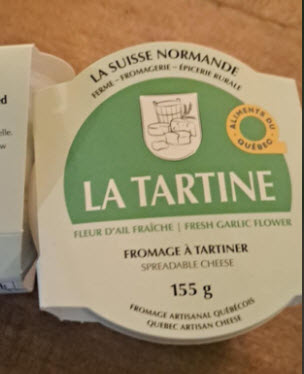 LA SUISSE NORMANDE
FERME – FROMAGERIE – ÉPICERIE RURALE
ALIMENTS DU
QUÉBEC
LA TARTINE
FLEUR D'AIL FRAÎCHE | FRESH GARLIC FLOWER
FROMAGE À TARTINER
SPREADABLE CHEESE
155 g
FROMAGE ARTISANAL QUÉBÉCOIS
QUEBEC ARTISAN CHEESE